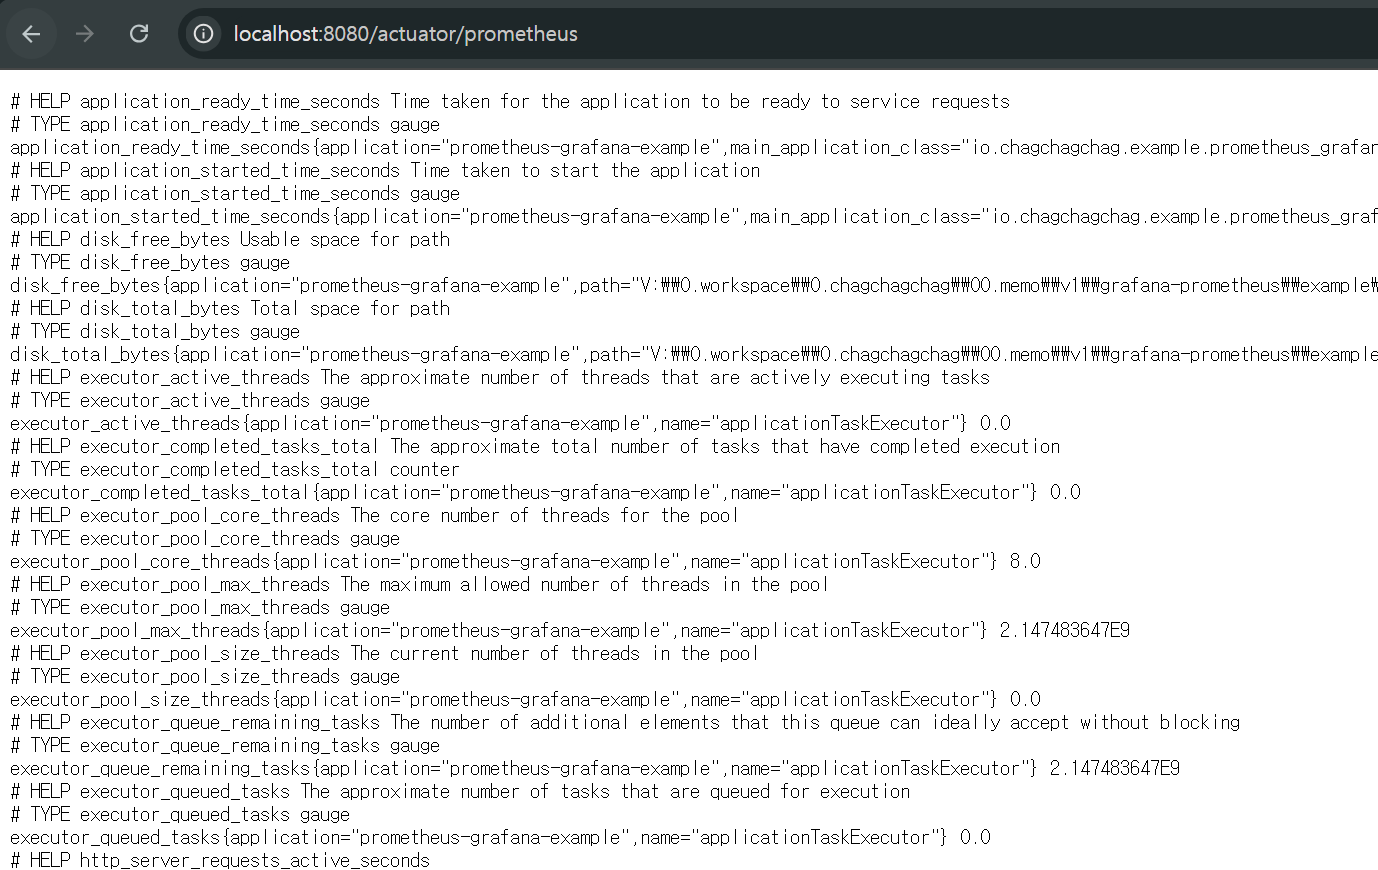 localhost:8080/actuator/prometheus
# HELP application_ready_time_seconds Time taken for the application to be ready to service requests
# TYPE application_ready_time_seconds gauge
application_ready_time_seconds{application="prometheus-grafana-example",main_application_class="io.chagchagchag.example.prometheus_grafan
# HELP application_started_time_seconds Time taken to start the application
# TYPE application_started_time_seconds gauge
application_started_time_seconds{application="prometheus-grafana-example",main_application_class="io.chagchagchag.example.prometheus_graf
# HELP disk_free_bytes Usable space for path
# TYPE disk_free_bytes gauge
disk_free_bytes{application="prometheus-grafana-example",path="V:₩₩0.workspace₩₩0.chagchagchag₩₩00.memo₩₩v1₩₩grafana-prometheus₩₩example₩
# HELP disk_total_bytes Total space for path
# TYPE disk_total_bytes gauge
disk_total_bytes{application="prometheus-grafana-example",path="V:₩₩0.workspace₩₩0.chagchagchag₩₩00.memo₩₩v1₩₩grafana-prometheus₩₩example
# HELP executor_active_threads The approximate number of threads that are actively executing tasks
# TYPE executor_active_threads gauge
executor_active_threads{application="prometheus-grafana-example",name="applicationTaskExecutor"} 0.0
# HELP executor_completed_tasks_total The approximate total number of tasks that have completed execution
# TYPE executor_completed_tasks_total counter
executor_completed_tasks_total{application="prometheus-grafana-example",name="applicationTaskExecutor"} 0.0
# HELP executor_pool_core_threads The core number of threads for the pool
# TYPE executor_pool_core_threads gauge
executor_pool_core_threads{application="prometheus-grafana-example",name="applicationTaskExecutor"} 8.0
# HELP executor_pool_max_threads The maximum allowed number of threads in the pool
# TYPE executor_pool_max_threads gauge
executor_pool_max_threads{application="prometheus-grafana-example",name="applicationTaskExecutor"} 2.147483647E9
# HELP executor_pool_size_threads The current number of threads in the pool
# TYPE executor_pool_size_threads gauge
executor_pool_size_threads{application="prometheus-grafana-example",name="applicationTaskExecutor"} 0.0
# HELP executor_queue_remaining_tasks The number of additional elements that this queue can ideally accept without blocking
# TYPE executor_queue_remaining_tasks gauge
executor_queue_remaining_tasks{application="prometheus-grafana-example",name="applicationTaskExecutor"} 2.147483647E9
# HELP executor_queued_tasks The approximate number of tasks that are queued for execution
# TYPE executor_queued_tasks gauge
executor_queued_tasks{application="prometheus-grafana-example",name="applicationTaskExecutor"} 0.0
# HELP http_server_requests_active_seconds